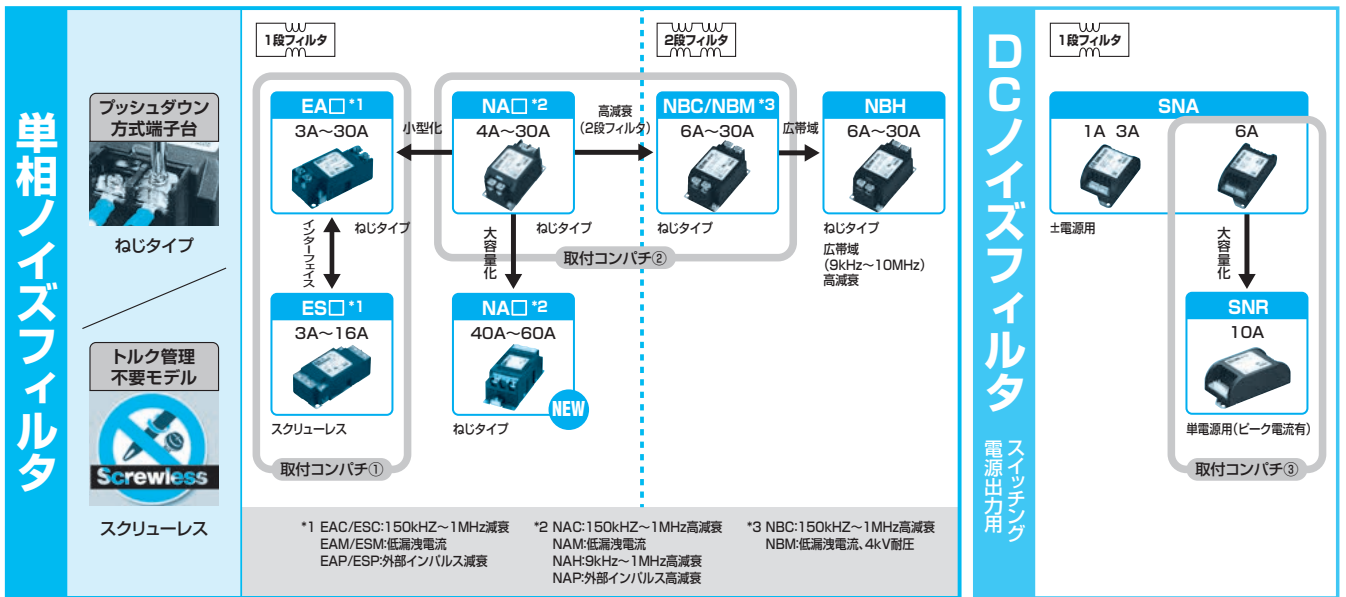 単相ノイズフィルタ
プッシュダウン
方式端子台
ねじタイプ
トルク管理
不要モデル
Screwless
スクリューレス
1段フィルタ
2段フィルタ
EA□ *1
3A～30A
ねじタイプ
小型化
NA□ *2
4A～30A
ねじタイプ
高減衰
（2段フィルタ）
NBC/NBM *3
6A～30A
ねじタイプ
広帯域
NBH
6A～30A
ねじタイプ
広帯域
（9kHz～10MHz）
高減衰
インターフェイス
大容量化
取付コンパチ②
ES□ *1
3A～16A
スクリューレス
取付コンパチ①
NA□ *2
40A～60A
NEW
ねじタイプ
*1 EAC/ESC:150kHZ～1MHz減衰
EAM/ESM:低漏洩電流
EAP/ESP:外部インパルス減衰
*2 NAC:150kHZ～1MHz高減衰
NAM:低漏洩電流
NAH:9kHz～1MHz高減衰
NAP:外部インパルス高減衰
*3 NBC:150kHZ～1MHz高減衰
NBM:低漏洩電流、4kV耐圧
DCノイズフィルタ
スイッチング
電源出力用
1段フィルタ
SNA
1A 3A
6A
±電源用
大容量化
SNR
10A
単電源用（ピーク電流有）
取付コンパチ③